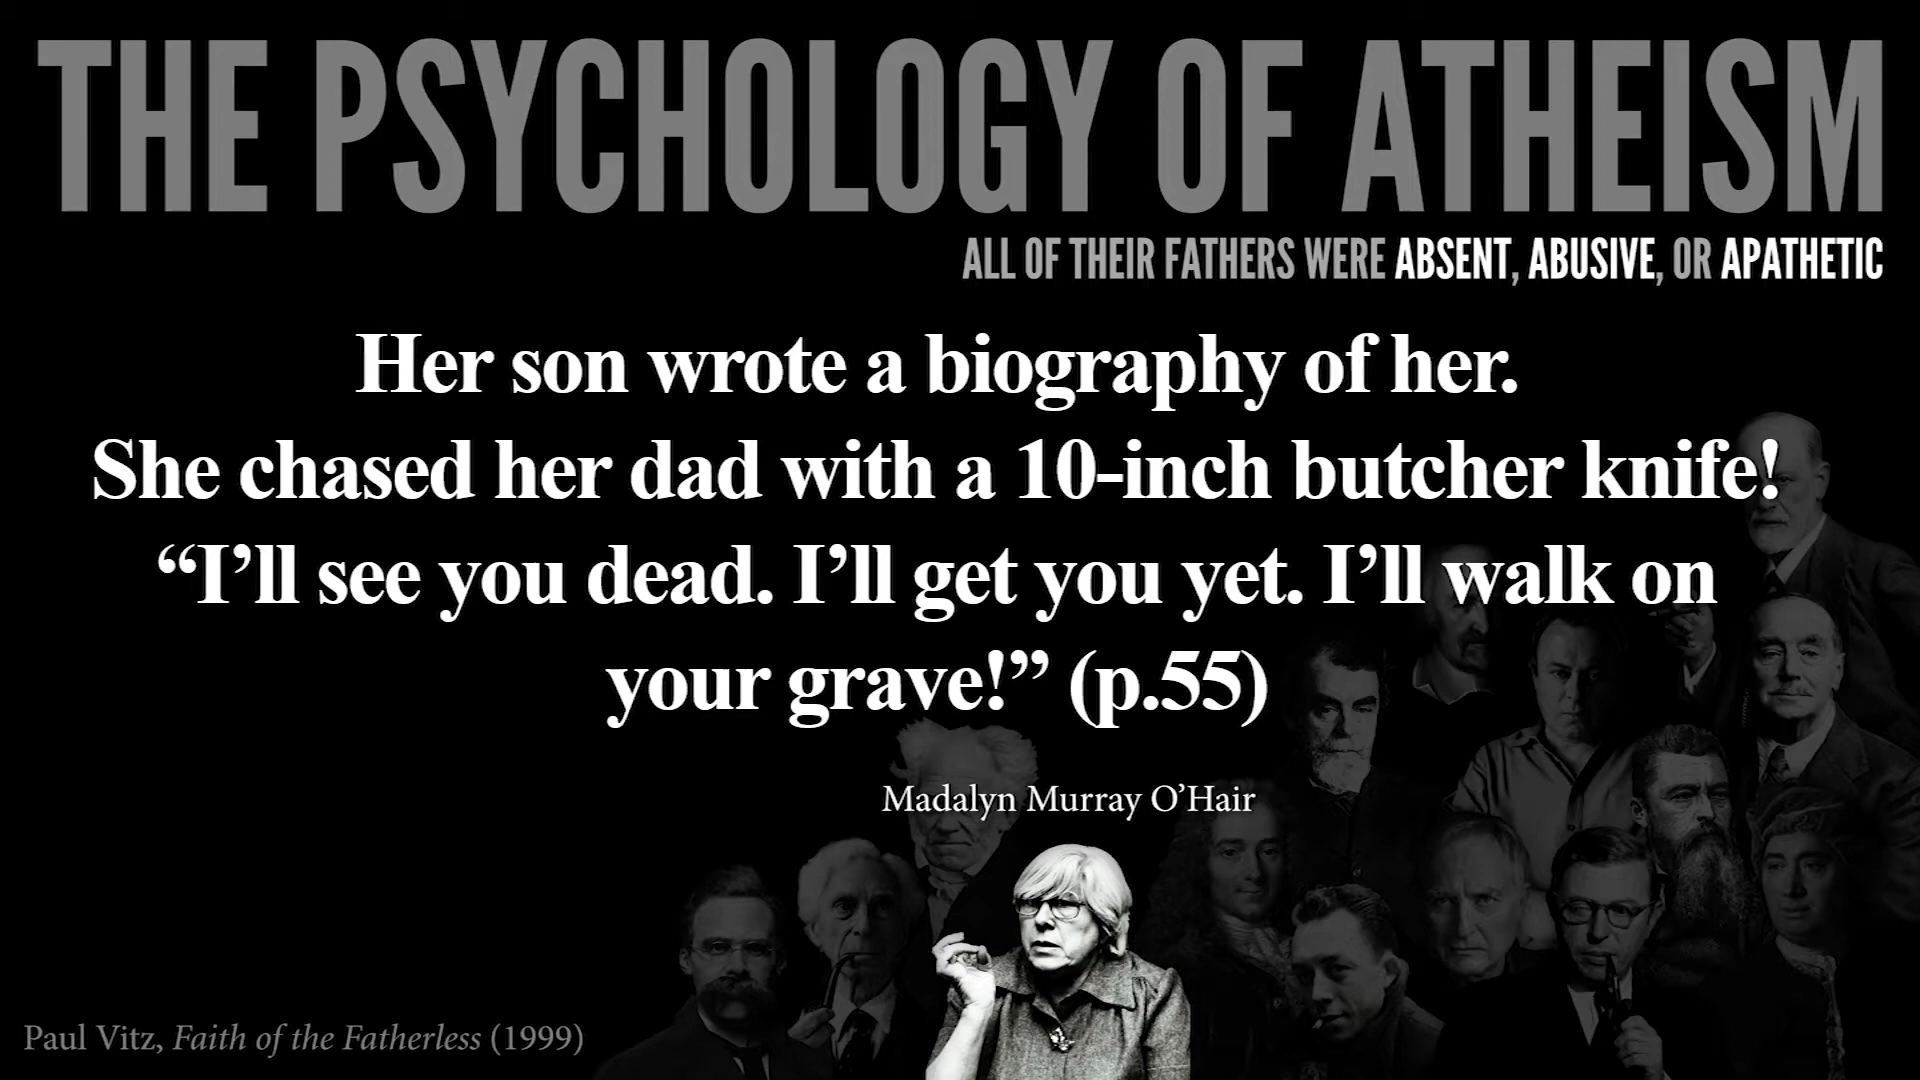 THE PSYCHOLOGY OF ATHEISM
ALL OF THEIR FATHERS WERE ABSENT, ABUSIVE, OR APATHETIC
Her son wrote a biography of her.
She chased her dad with a 10-inch butcher knife!
“I’ll see you dead. I’ll get you yet. I’ll walk on
your grave!” (p.55)
Madalyn Murray O’Hair
Paul Vitz, Faith of the Fatherless (1999)